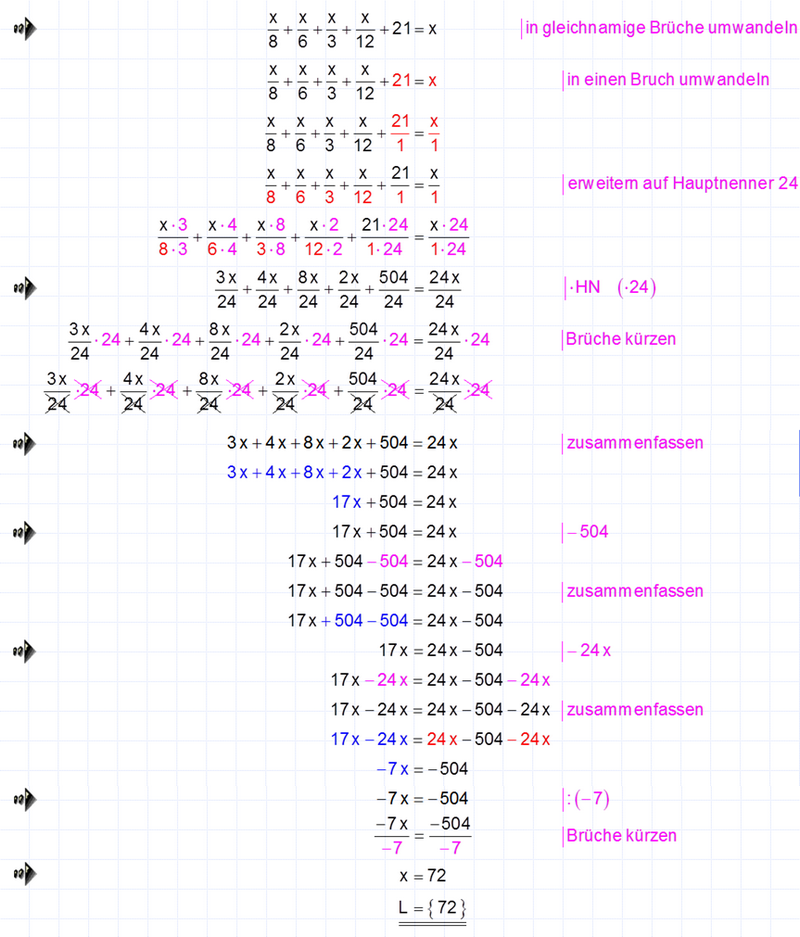 x/8 + x/6 + x/3 + x/12 + 21 = x |in gleichnamige Brüche umwandeln
x/8 + x/6 + x/3 + x/12 + 21 = x |in einen Bruch umwandeln
x/8 + x/6 + x/3 + x/12 + 21/1 = x/1
x/8 + x/6 + x/3 + x/12 + 21/1 = x/1 |erweitern auf Hauptnenner 24
x·3/8·3 + x·4/6·4 + x·8/3·8 + x·2/12·2 + 21·24/1·24 = x·24/1·24
3x/24 + 4x/24 + 8x/24 + 2x/24 + 504/24 = 24x/24 |·HN (·24)
3x/24 ·24 + 4x/24 ·24 + 8x/24 ·24 + 2x/24 ·24 + 504/24 ·24 = 24x/24 ·24 |Brüche kürzen
3x/24 ·24 + 4x/24 ·24 + 8x/24 ·24 + 2x/24 ·24 + 504/24 ·24 = 24x/24 ·24
3x + 4x + 8x + 2x + 504 = 24x |zusammenfassen
3x + 4x + 8x + 2x + 504 = 24x
17x + 504 = 24x
17x + 504 = 24x |− 504
17x + 504 − 504 = 24x − 504
17x + 504 − 504 = 24x − 504 |zusammenfassen
17x + 504 − 504 = 24x − 504
17x = 24x − 504 |− 24x
17x − 24x = 24x − 504 − 24x
17x − 24x = 24x − 504 − 24x |zusammenfassen
17x − 24x = 24x − 504 − 24x
−7x = −504
−7x = −504 |:(−7)
−7x/−7 = −504/−7 |Brüche kürzen
x = 72
L = {72}